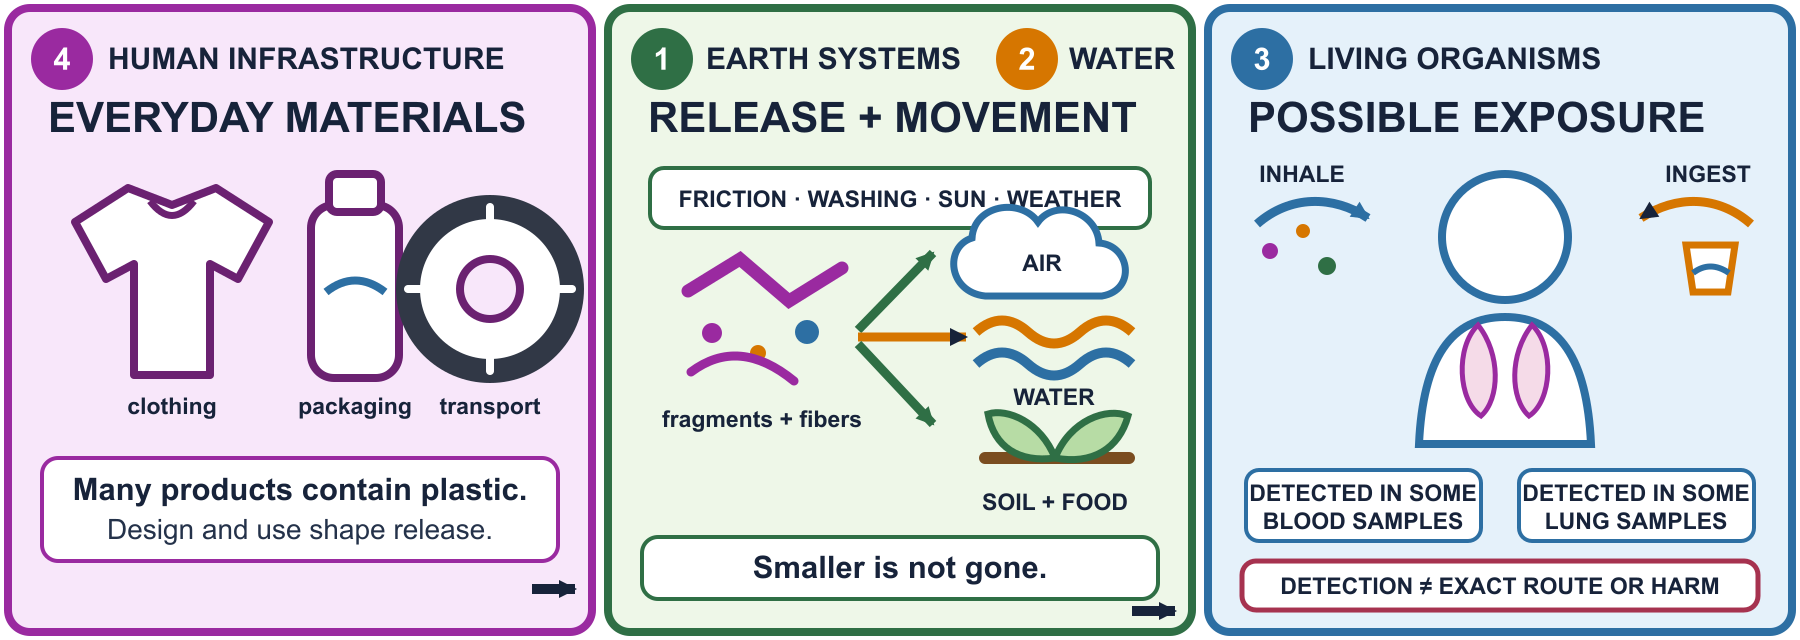 4 HUMAN INFRASTRUCTURE
EVERYDAY MATERIALS
clothing
packaging
transport
Many products contain plastic.
Design and use shape release.
1 EARTH SYSTEMS
2 WATER
RELEASE + MOVEMENT
FRICTION · WASHING · SUN · WEATHER
AIR
WATER
fragments + fibers
SOIL + FOOD
Smaller is not gone.
3 LIVING ORGANISMS
POSSIBLE EXPOSURE
INHALE
INGEST
DETECTED IN SOME
BLOOD SAMPLES
DETECTED IN SOME
LUNG SAMPLES
DETECTION ≠ EXACT ROUTE OR HARM